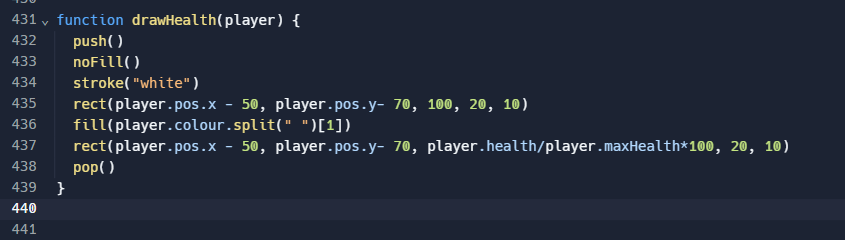 431 function drawHealth(player) {
432 push()
433 noFill()
434 stroke("white")
435 rect(player.pos.x - 50, player.pos.y- 70, 100, 20, 10)
436 fill(player.colour.split(" ")[1])
437 rect(player.pos.x - 50, player.pos.y- 70, player.health/player.maxHealth*100, 20, 10)
438 pop()
439 }
440
441